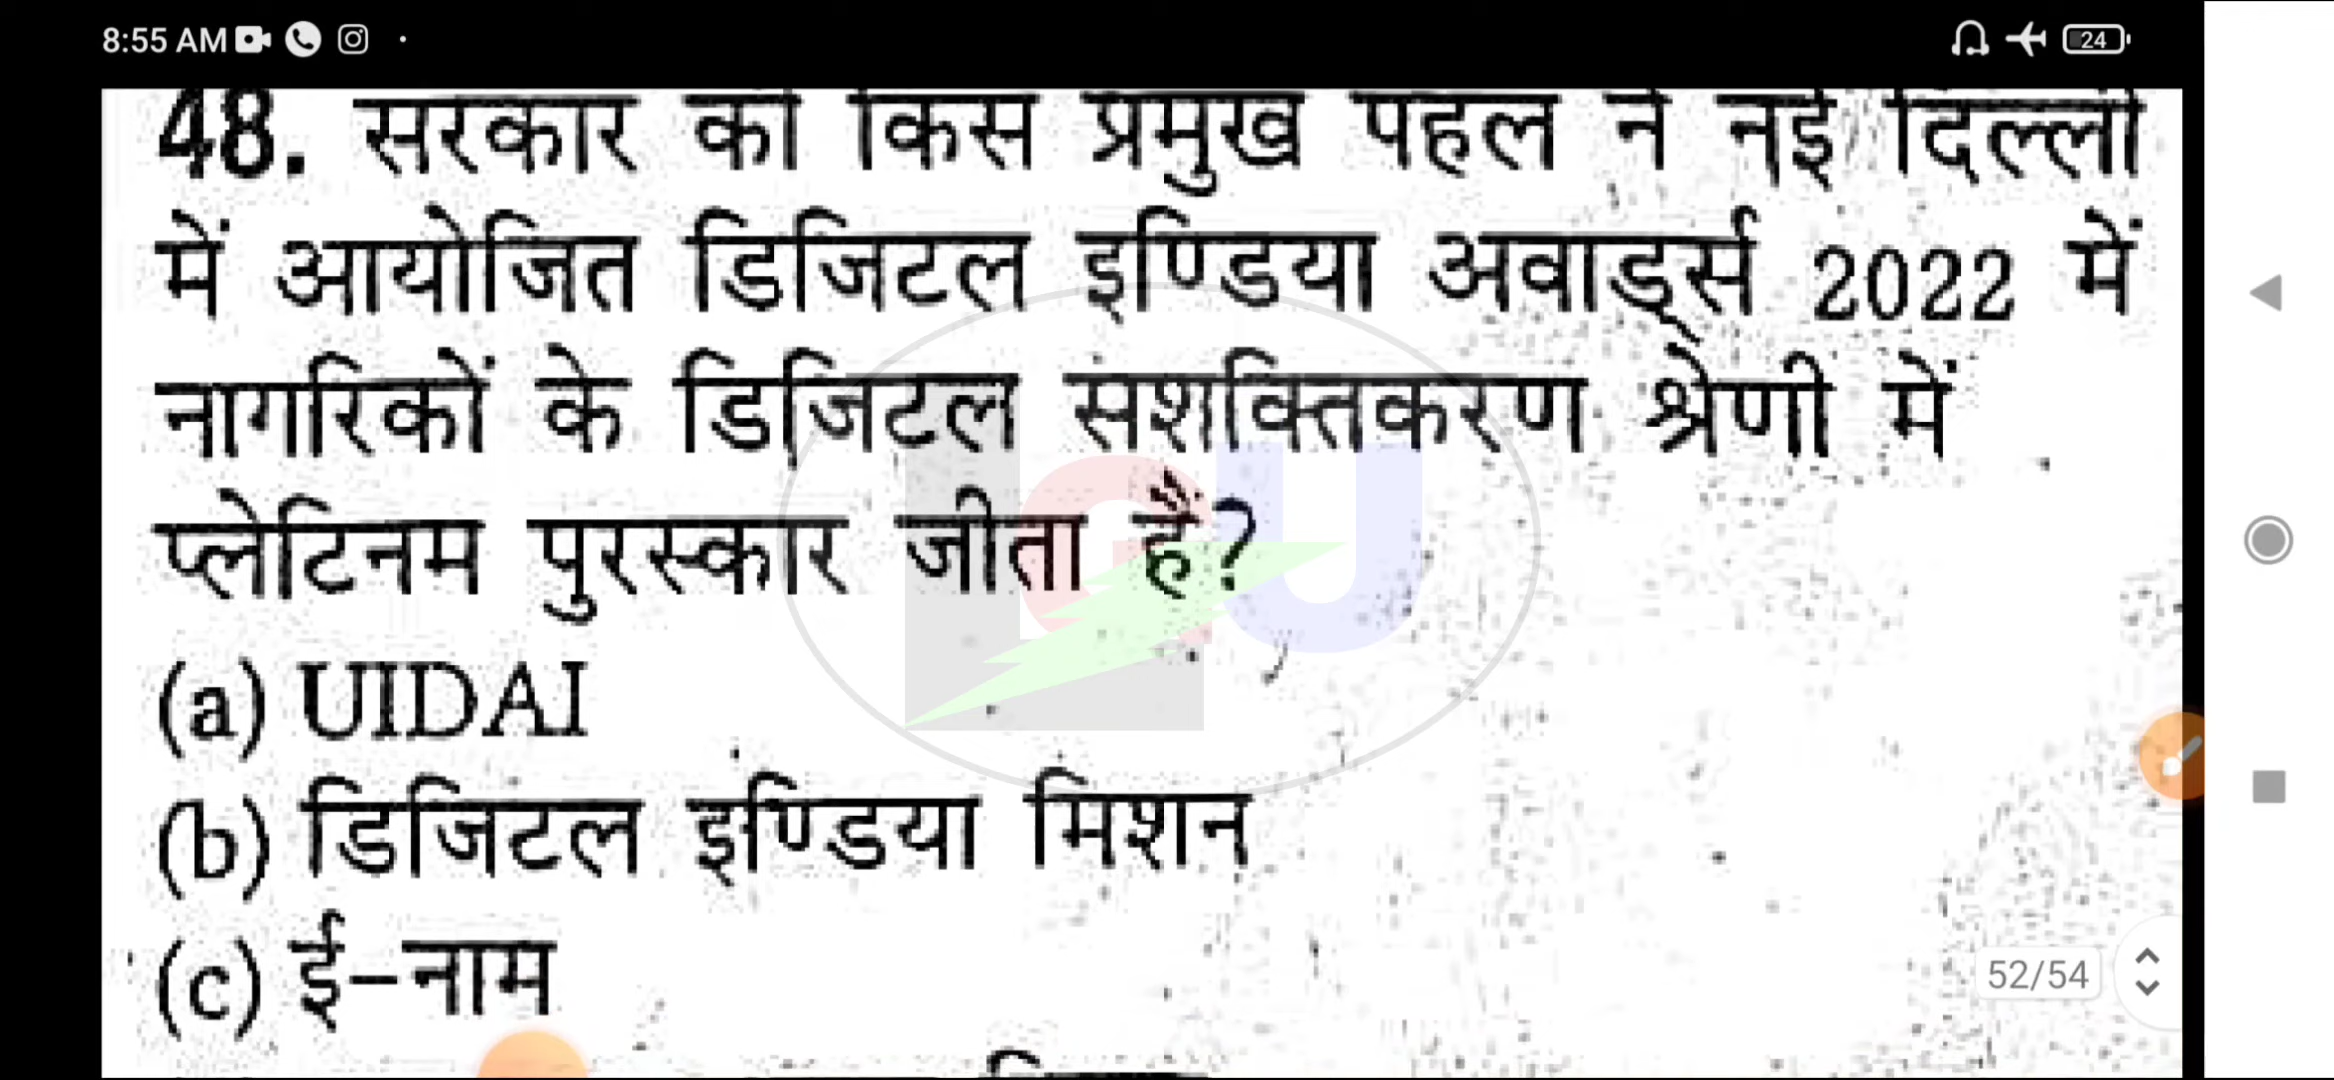 8:55 AM
24
48. सरकार की किस प्रमुख पहल ने नई दिल्ली
में आयोजित डिजिटल इण्डिया अवार्ड्स 2022 में
नागरिकों के डिजिटल संशक्तिकरण श्रेणी में
प्लेटिनम पुरस्कार जीता है?
(a) UIDAI
(b) डिजिटल इण्डिया मिशन
(c) ई-नाम
52/54